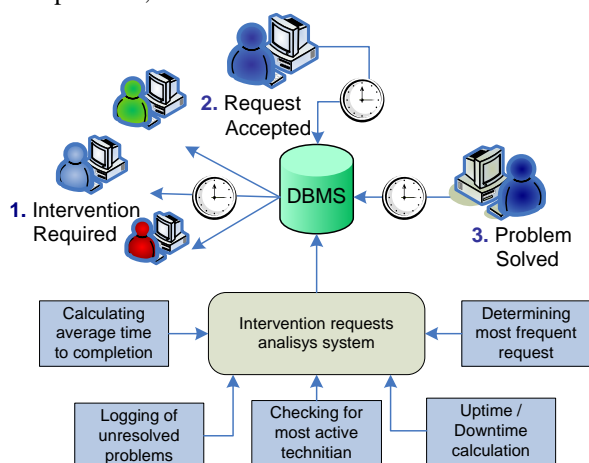 2. Request
Accepted
DBMS
1. Intervention
Required
3. Problem
Solved
Calculating
average time
to completion
Intervention requests
analisys system
Determining
most frequent
request
Logging of
unresolved
problems
Checking for
most active
technitian
Uptime /
Downtime
calculation